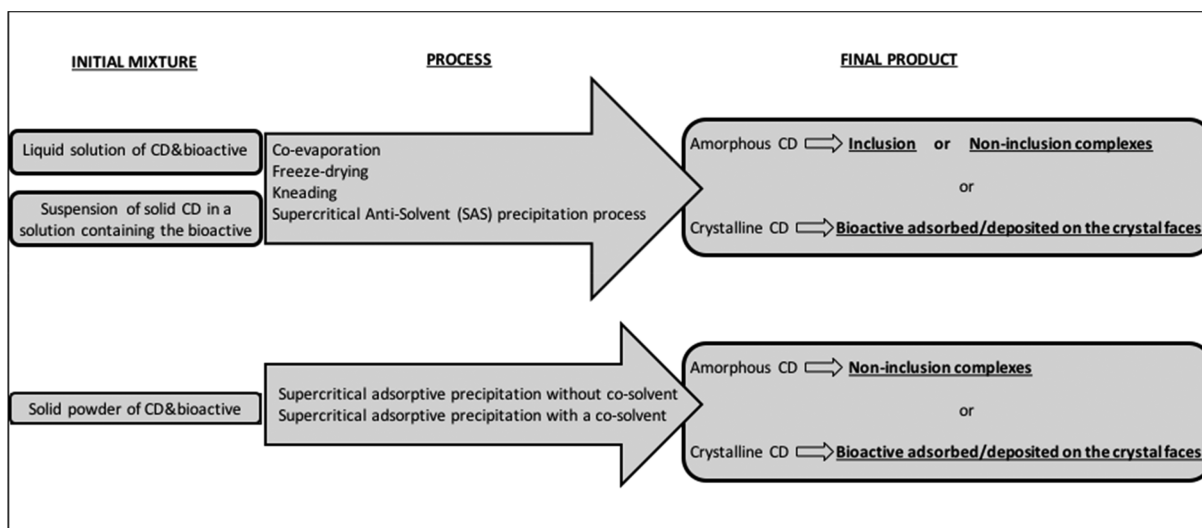 INITIAL MIXTURE
PROCESS
FINAL PRODUCT
Liquid solution of CD&bioactive
Suspension of solid CD in a
solution containing the bioactive
Co-evaporation
Freeze-drying
Kneading
Supercritical Anti-Solvent (SAS) precipitation process
Amorphous CD Inclusion or Non-inclusion complexes
or
Crystalline CD Bioactive adsorbed/deposited on the crystal faces
Solid powder of CD&bioactive
Supercritical adsorptive precipitation without co-solvent
Supercritical adsorptive precipitation with a co-solvent
Amorphous CD Non-inclusion complexes
or
Crystalline CD Bioactive adsorbed/deposited on the crystal faces